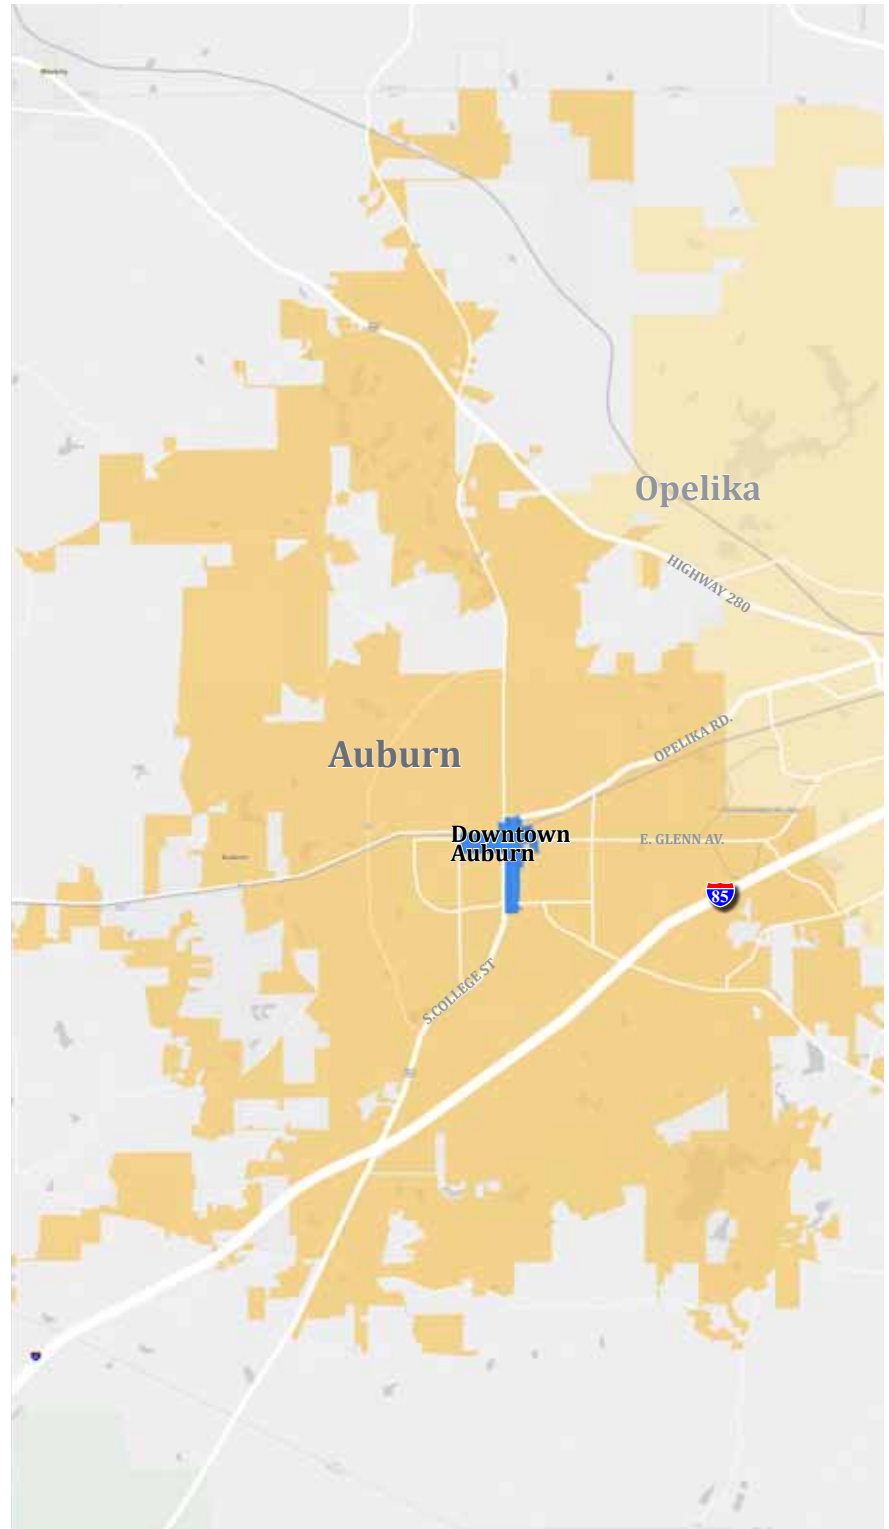 Opelika
HIGHWAY 280
OPELIKA RD.
Auburn
Downtown
Auburn
E. GLENN AV.
85
S.COLLEGE ST